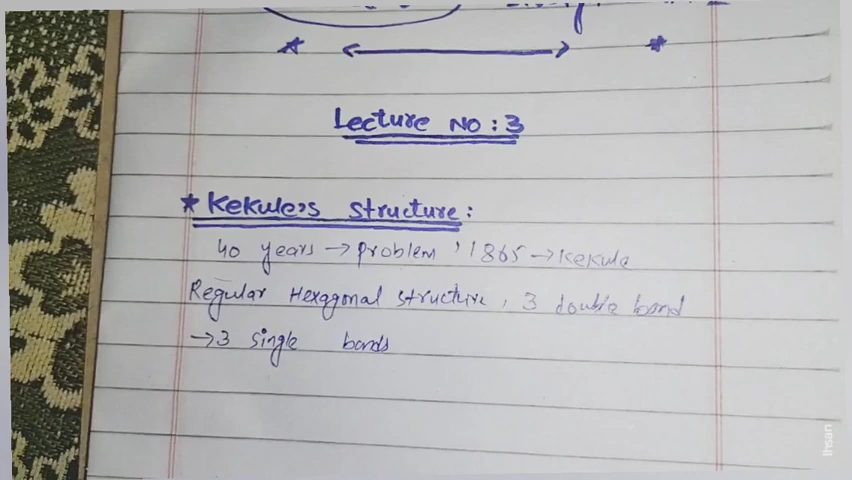 Lecture NO : 3
★ Kekule's Structure :
40 years → problem ' 1865 → Kekule
Regular Hexagonal structure, 3 double bond
→ 3 single bonds
Ihsan